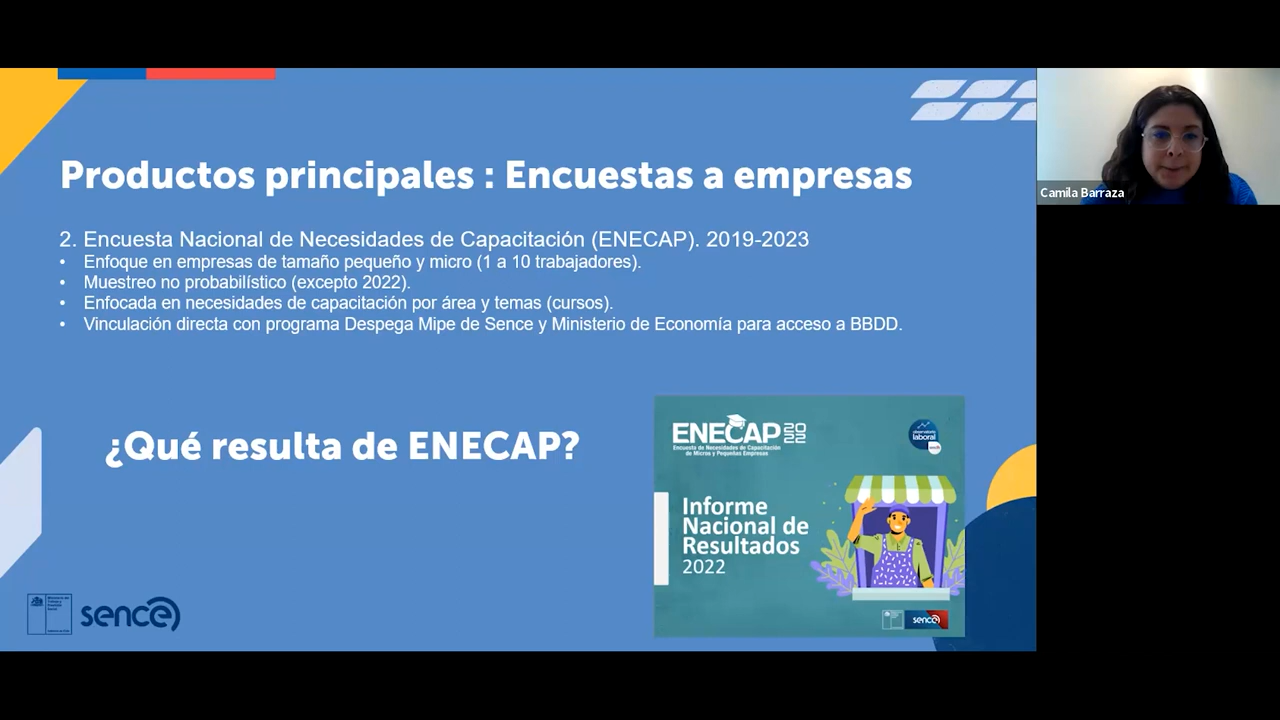 Productos principales : Encuestas a empresas
2. Encuesta Nacional de Necesidades de Capacitación (ENECAP). 2019-2023
• Enfoque en empresas de tamaño pequeño y micro (1 a 10 trabajadores).
• Muestreo no probabilístico (excepto 2022).
• Enfocada en necesidades de capacitación por área y temas (cursos).
• Vinculación directa con programa Despega Mipe de Sence y Ministerio de Economía para acceso a BBDD.
¿Qué resulta de ENECAP?
ENECAP 2022
Encuesta de Necesidades de Capacitación
de Micros y Pequeñas Empresas
observatorio
laboral
Informe
Nacional de
Resultados
2022
sence
sence
Camila Barraza